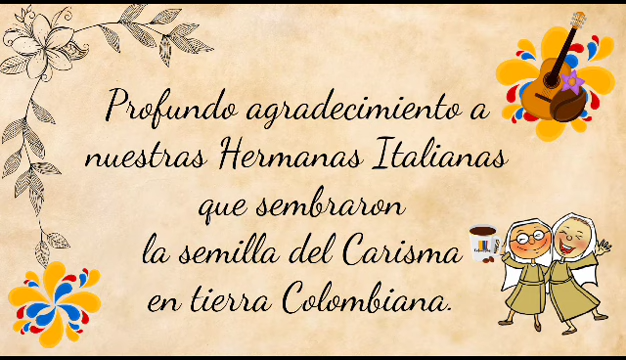 Profundo agradecimiento a
nuestras Hermanas Italianas
que sembraron
la semilla del Carisma
en tierra Colombiana.